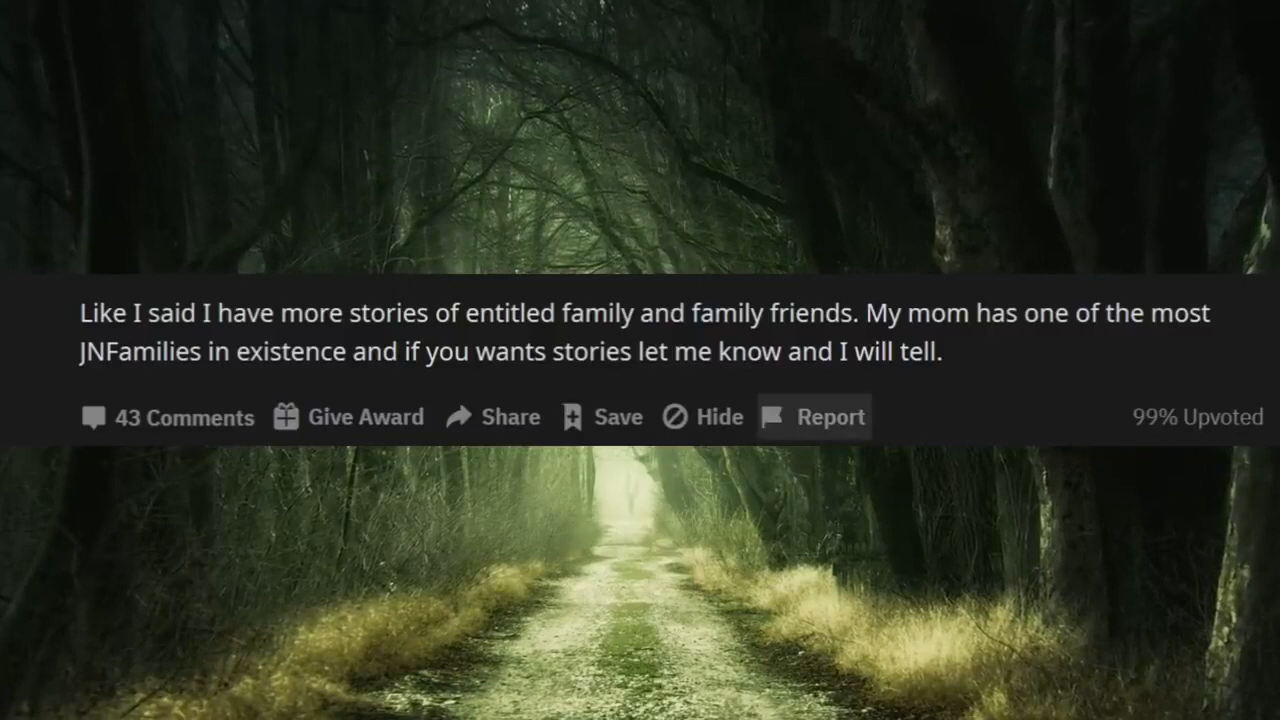 Like I said I have more stories of entitled family and family friends. My mom has one of the most
JNFamilies in existence and if you wants stories let me know and I will tell.
43 Comments Give Award Share Save Hide Report 99% Upvoted